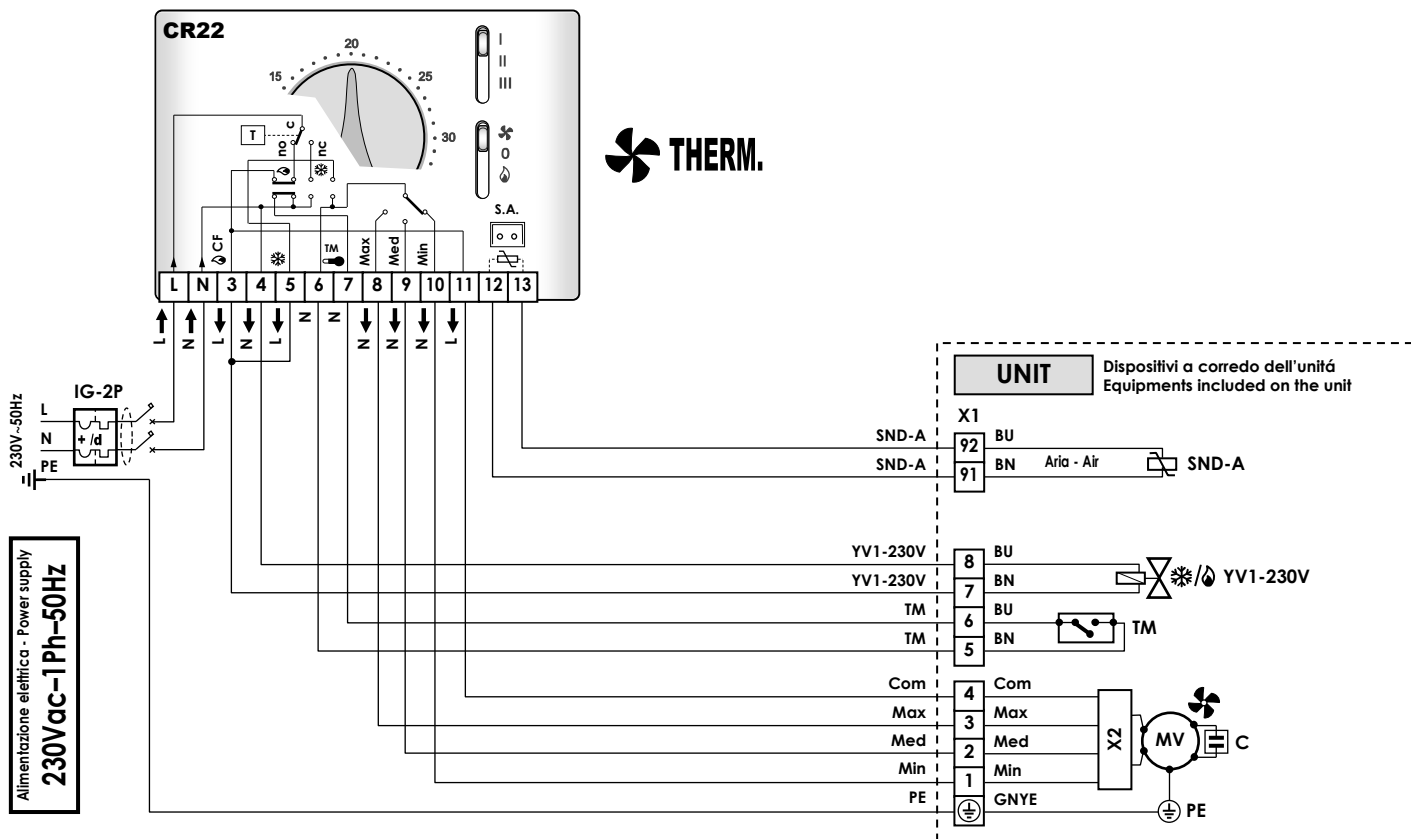 CR22
15
20
25
30
I
II
III
0
THERM.
T
c
no
nc
S.A.
CF
TM
Max
Med
Min
L N 3 4 5 6 7 8 9 10 11 12 13
L N L N L N N N N N L
IG-2P
230V~50Hz
L
N
+ /d
PE
UNIT
Dispositivi a corredo dell'unitá
Equipments included on the unit
X1
SND-A 92 BU
SND-A 91 BN
Aria - Air
SND-A
YV1-230V 8 BU
YV1-230V 7 BN
/ YV1-230V
TM 6 BU
TM 5 BN
TM
Com 4 Com
Max 3 Max
Med 2 Med
Min 1 Min
PE GNYE
X2
MV
C
PE
Alimentazione elettrica - Power supply
230Vac–1Ph–50Hz